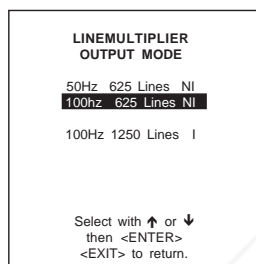 LINEMULTIPLIER
OUTPUT MODE
50Hz 625 Lines NI
100hz 625 Lines NI
100Hz 1250 Lines I
Select with ↑ or ↓
then <ENTER>
<EXIT> to return.